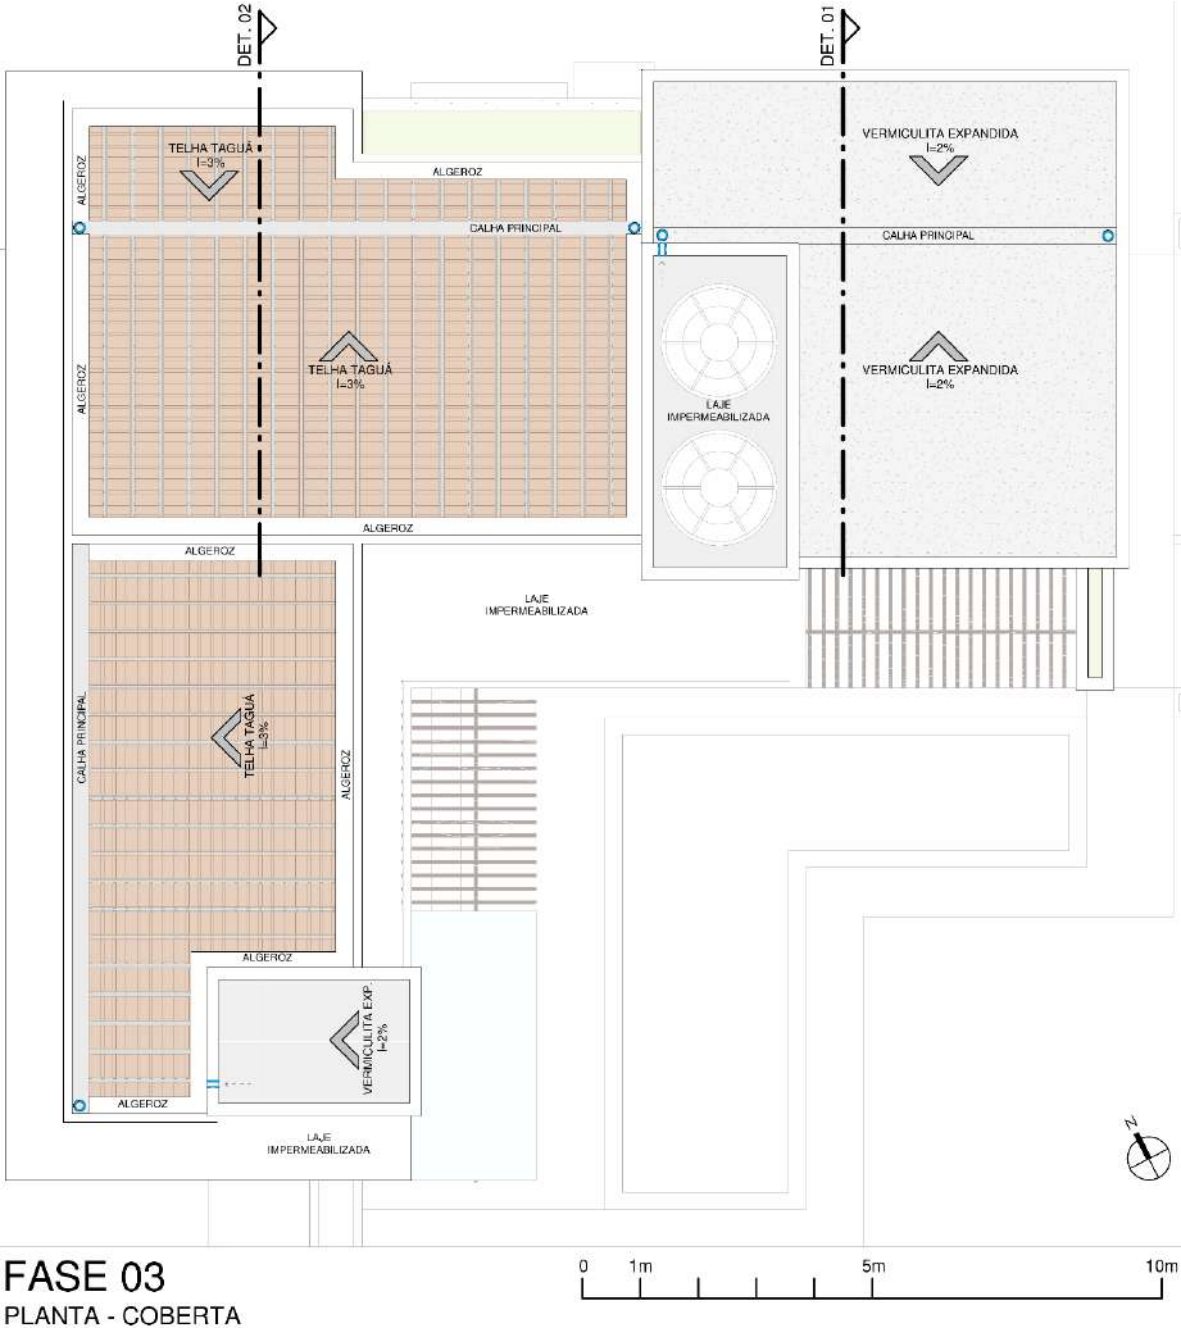 DET. 02
DET. 01
TELHA TAGUÁ
I=3%
VERMICULITA EXPANDIDA
I=2%
ALGEROZ
ALGEROZ
CALHA PRINCIPAL
CALHA PRINCIPAL
TELHA TAGUÁ
I=3%
VERMICULITA EXPANDIDA
I=2%
ALGEROZ
LAJE
IMPERMEABILIZADA
ALGEROZ
ALGEROZ
LAJE
IMPERMEABILIZADA
CALHA PRINCIPAL
TELHA TAGUÁ
I=3%
ALGEROZ
ALGEROZ
VERMICULITA EXP.
I=2%
ALGEROZ
LAJE
IMPERMEABILIZADA
N
FASE 03
PLANTA - COBERTA
0 1m 5m 10m